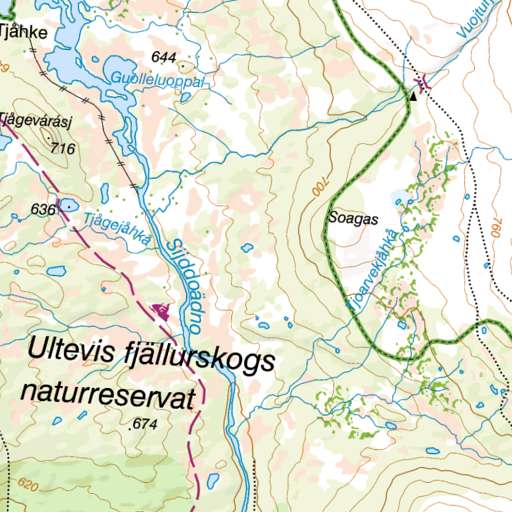 Tjåhke
644
Guolleluoppal
Vuojtun
Tjågevárásj
716
700
636
Tjågejåhkå
Soagas
760
Sijddoädno
Tjoarvekjåhkå
Ultevis fjällurskogs
naturreservat
674
620